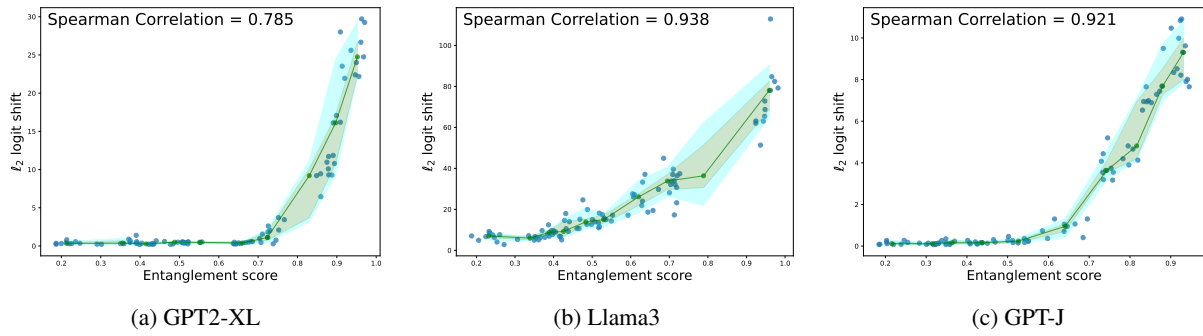 Spearman Correlation = 0.785
30
25
20
15
10
5
0
ℓ2 logit shift
0.2 0.3 0.4 0.5 0.6 0.7 0.8 0.9 1.0
Entanglement score
(a) GPT2-XL
Spearman Correlation = 0.938
100
80
60
40
20
0
ℓ2 logit shift
0.2 0.3 0.4 0.5 0.6 0.7 0.8 0.9 1.0
Entanglement score
(b) Llama3
Spearman Correlation = 0.921
10
8
6
4
2
0
ℓ2 logit shift
0.2 0.3 0.4 0.5 0.6 0.7 0.8 0.9
Entanglement score
(c) GPT-J